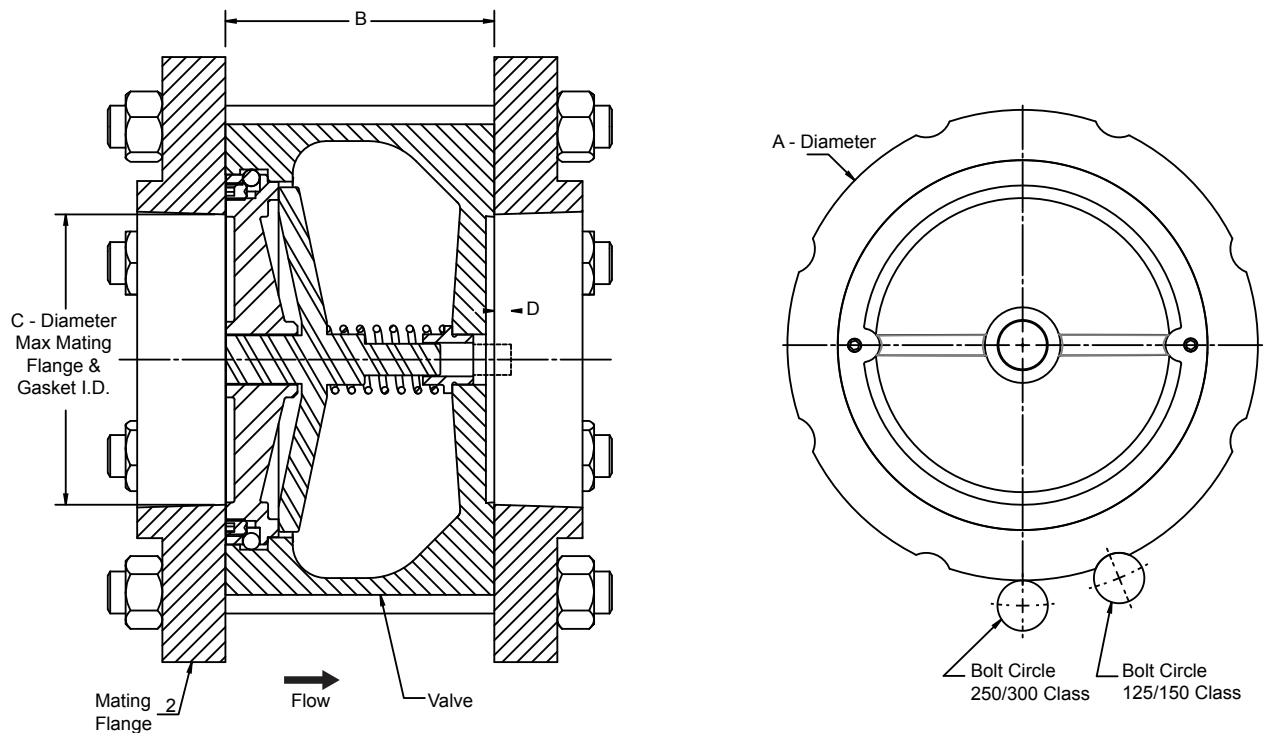 B
A - Diameter
D
C - Diameter
Max Mating
Flange &
Gasket I.D.
Mating
Flange
2
Flow
Valve
Bolt Circle
250/300 Class
Bolt Circle
125/150 Class